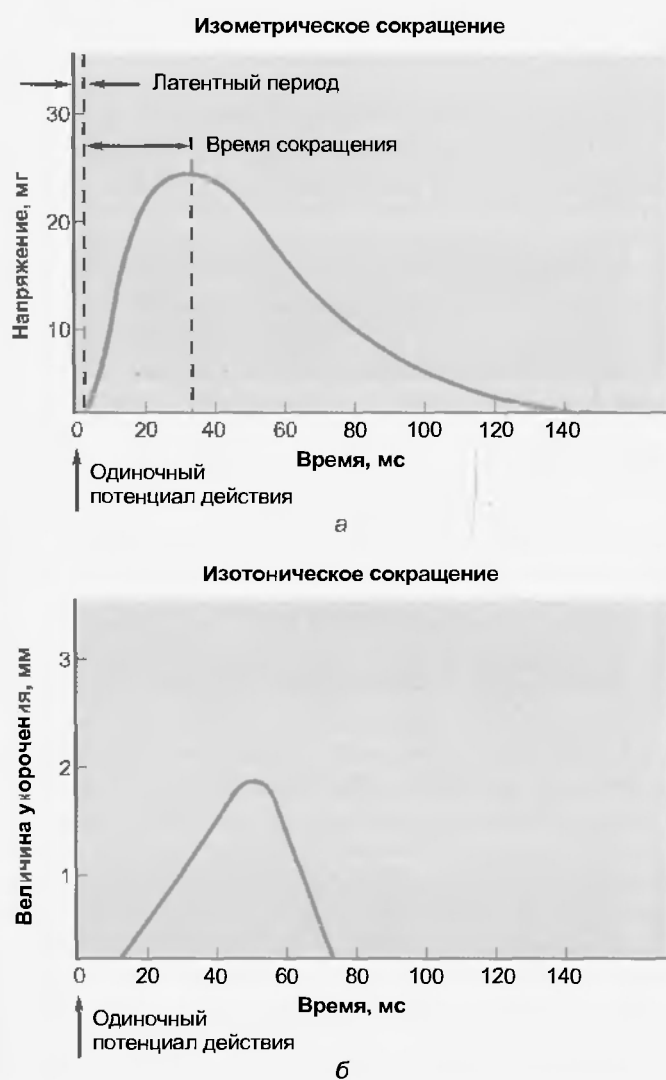 Изометрическое сокращение
Латентный период
30
Время сокращения
20
Напряжение, мг
10
0 20 40 60 80 100 120 140
Время, мс
Одиночный
потенциал действия
а
Изотоническое сокращение
3
2
Величина укорочения, мм
1
0 20 40 60 80 100 120 140
Время, мс
Одиночный
потенциал действия
б